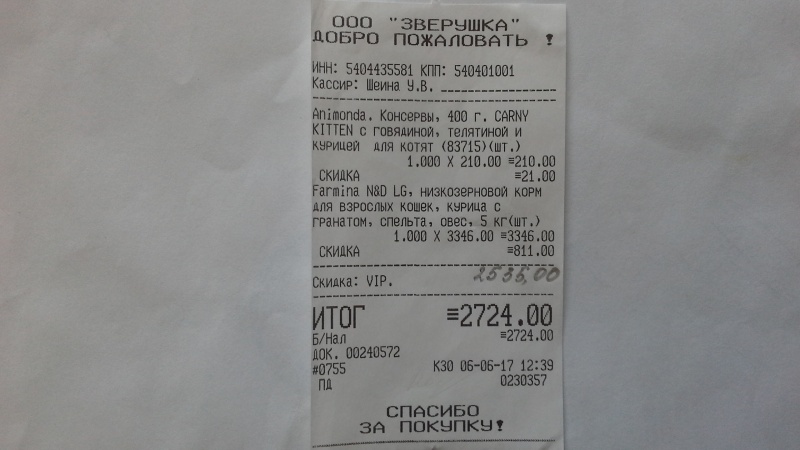 ООО "ЗВЕРУШКА"
ДОБРО ПОЖАЛОВАТЬ !
ИНН: 5404435581 КПП: 540401001
Кассир: Шеина У.В.
Animonda. Консервы, 400 г. CARNY
KITTEN с говядиной, телятиной и
курицей для котят (83715)(шт.)
1.000 X 210.00 ≡210.00
СКИДКА ≡21.00
Farmina N&D LG, низкозерновой корм
для взрослых кошек, курица с
гранатом, спельта, овес, 5 кг(шт.)
1.000 X 3346.00 ≡3346.00
СКИДКА ≡811.00
2535,00
Скидка: VIP.
ИТОГ ≡2724.00
Б/Нал ≡2724.00
ДОК. 00240572
#0755 К30 06-06-17 12:39
ПД 0230357
СПАСИБО
ЗА ПОКУПКУ!